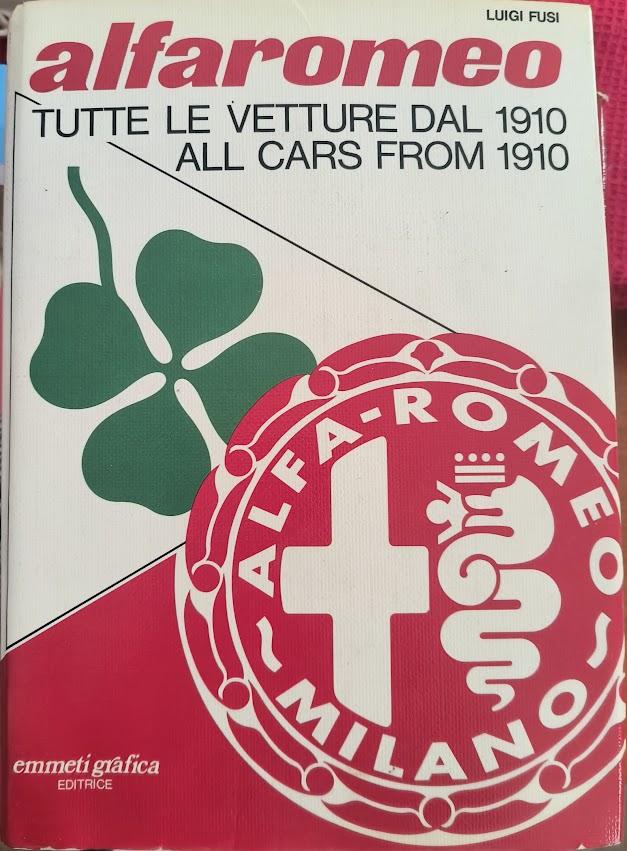 LUIGI FUSI
alfaromeo
TUTTE LE VETTURE DAL 1910
ALL CARS FROM 1910
ALFA-ROMEO
MILANO
emmeti grafica
EDITRICE